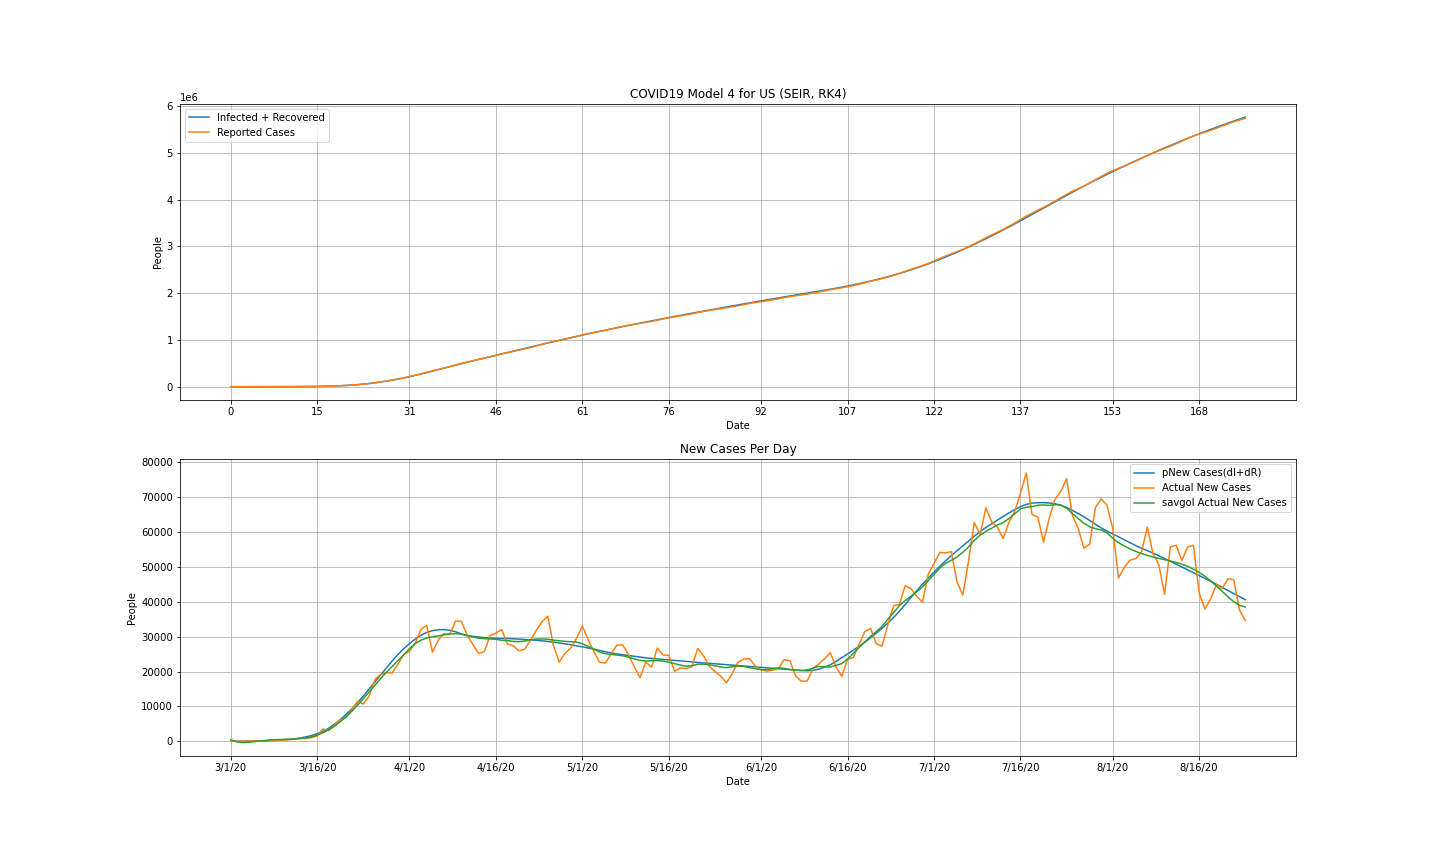 COVID19 Model 4 for US (SEIR, RK4)
1e6
Infected + Recovered
Reported Cases
People
6
5
4
3
2
1
0
0 15 31 46 61 76 92 107 122 137 153 168
Date
New Cases Per Day
pNew Cases(dI+dR)
Actual New Cases
savgol Actual New Cases
People
80000
70000
60000
50000
40000
30000
20000
10000
0
3/1/20 3/16/20 4/1/20 4/16/20 5/1/20 5/16/20 6/1/20 6/16/20 7/1/20 7/16/20 8/1/20 8/16/20
Date